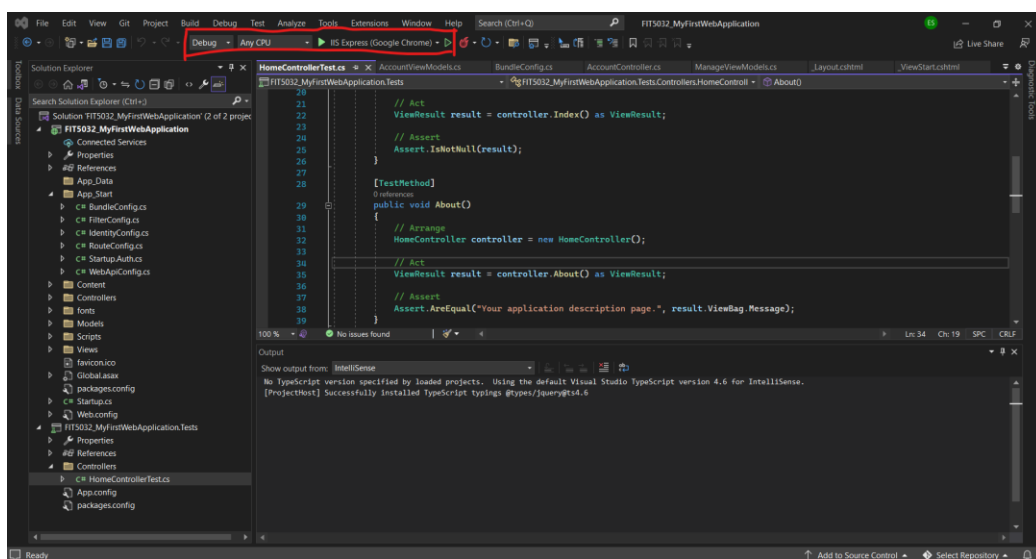 File Edit View Git Project Build Debug Test Analyze Tools Extensions Window Help Search (Ctrl+Q) FIT5032_MyFirstWebApplication ES
Debug Any CPU IIS Express (Google Chrome) Live Share
Toolbox
Data Sources
Solution Explorer
Search Solution Explorer (Ctrl+;)
Solution 'FIT5032_MyFirstWebApplication' (2 of 2 projec
FIT5032_MyFirstWebApplication
Connected Services
Properties
References
App_Data
App_Start
C# BundleConfig.cs
C# FilterConfig.cs
C# IdentityConfig.cs
C# RouteConfig.cs
C# Startup.Auth.cs
C# WebApiConfig.cs
Content
Controllers
fonts
Models
Scripts
Views
favicon.ico
Global.asax
packages.config
C# Startup.cs
Web.config
FIT5032_MyFirstWebApplication.Tests
Properties
References
Controllers
C# HomeControllerTest.cs
App.config
packages.config
HomeControllerTest.cs AccountViewModels.cs BundleConfig.cs AccountController.cs ManageViewModels.cs _Layout.cshtml _ViewStart.cshtml
FIT5032_MyFirstWebApplication.Tests FIT5032_MyFirstWebApplication.Tests.Controllers.HomeControll About()
20
21 // Act
22 ViewResult result = controller.Index() as ViewResult;
23
24 // Assert
25 Assert.IsNotNull(result);
26 }
27
28 [TestMethod]
0 references
29 public void About()
30 {
31 // Arrange
32 HomeController controller = new HomeController();
33
34 // Act
35 ViewResult result = controller.About() as ViewResult;
36
37 // Assert
38 Assert.AreEqual("Your application description page.", result.ViewBag.Message);
39 }
100 % No issues found Ln: 34 Ch: 19 SPC CRLF
Output
Show output from: IntelliSense
No TypeScript version specified by loaded projects. Using the default Visual Studio TypeScript version 4.6 for IntelliSense.
[ProjectHost] Successfully installed TypeScript typings @types/jquery@ts4.6
Diagnostic Tools
Ready Add to Source Control Select Repository